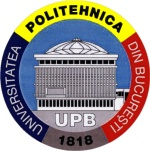 UNIVERSITATEA
POLITEHNICA
DIN BUCUREȘTI
UPB
1818